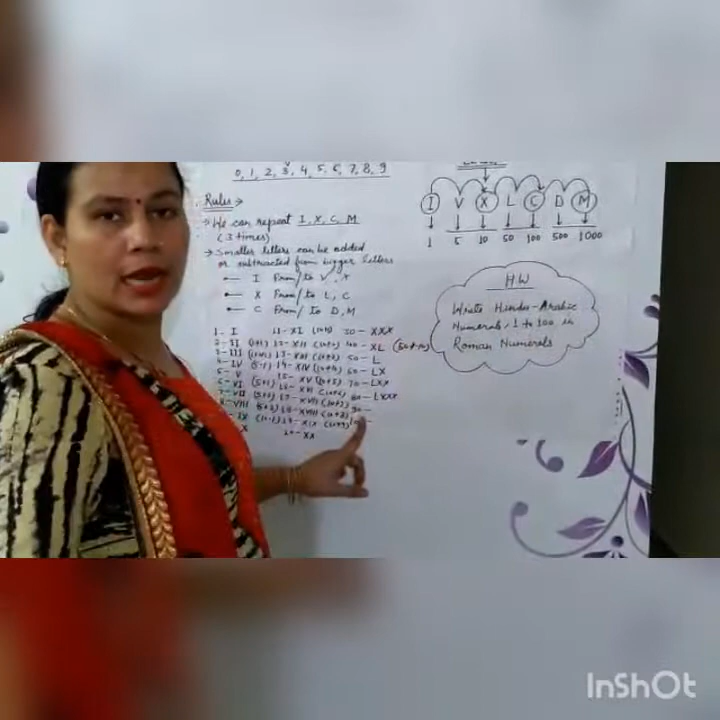 0, 1, 2, 3, 4, 5, 6, 7, 8, 9
Rules →
→ We can repeat I, X, C, M
(3 times)
→ Smaller letters can be added
or subtracted from bigger letters
I From/to V, X
X From/to L, C
C From/to D, M
1 - I
2 - II (1+1)
3 - III (1+1+1)
4 - IV (5-1)
5 - V
6 - VI (5+1)
7 - VII (5+2)
8 - VIII (5+3)
9 - IX (10-1)
X
11 - XI (10+1)
12 - XII (10+2)
13 - XIII (10+3)
14 - XIV (10+4)
15 - XV (10+5)
16 - XVI (10+6)
17 - XVII (10+7)
18 - XVIII (10+8)
19 - XIX (10+9)
20 - XX
30 - XXX
40 - XL (50-10)
50 - L
60 - LX
70 - LXX
80 - LXXX
90 -
I V X L C D M
1 5 10 50 100 500 1000
HW
Write Hindu-Arabic
Numerals, 1 to 100 in
Roman Numerals
InShOt